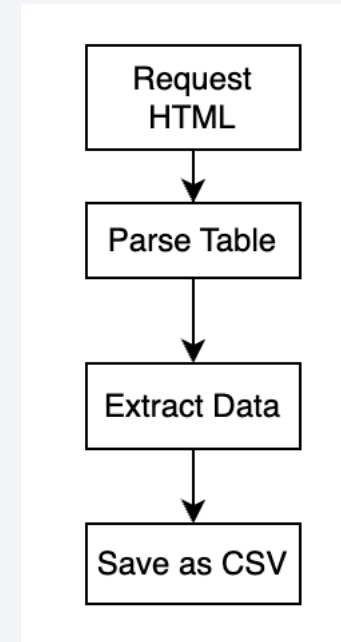 Request
HTML
Parse Table
Extract Data
Save as CSV